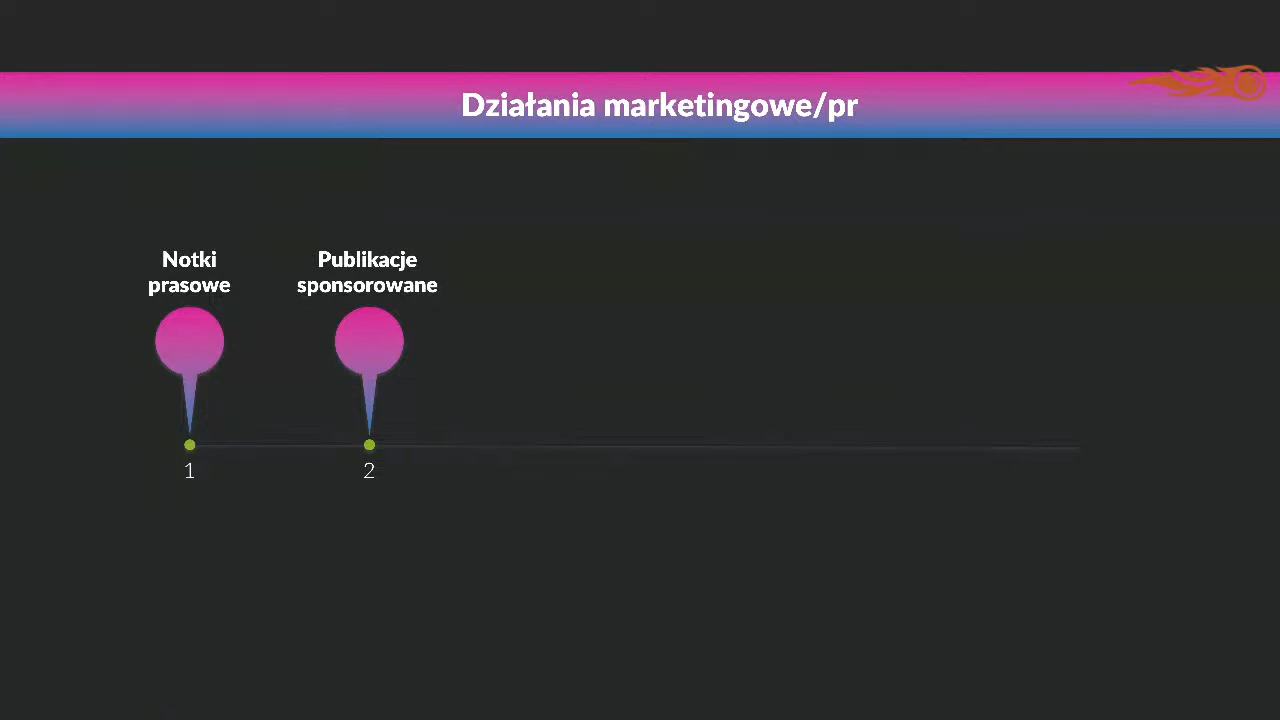 Działania marketingowe/pr
Notki
prasowe
Publikacje
sponsorowane
1
2